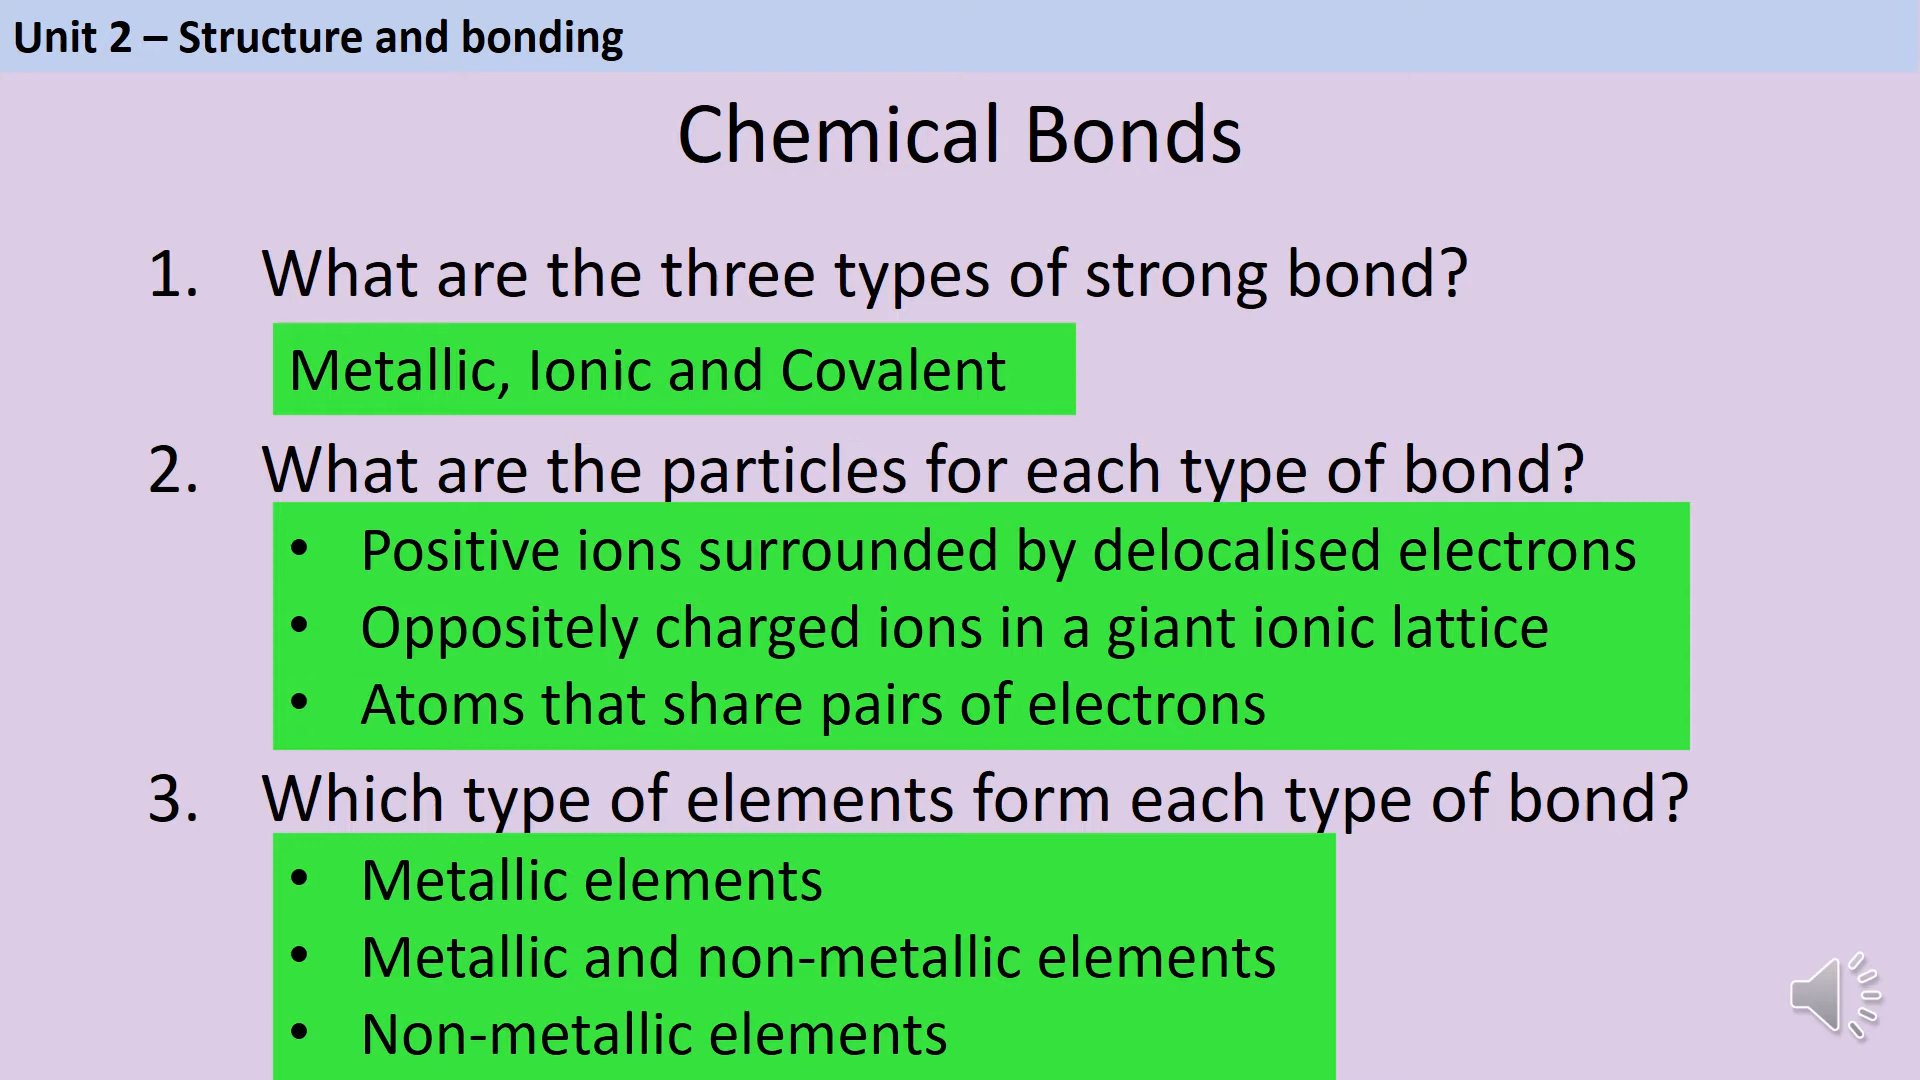 Unit 2 – Structure and bonding
Chemical Bonds
1. What are the three types of strong bond?
Metallic, Ionic and Covalent
2. What are the particles for each type of bond?
• Positive ions surrounded by delocalised electrons
• Oppositely charged ions in a giant ionic lattice
• Atoms that share pairs of electrons
3. Which type of elements form each type of bond?
• Metallic elements
• Metallic and non-metallic elements
• Non-metallic elements